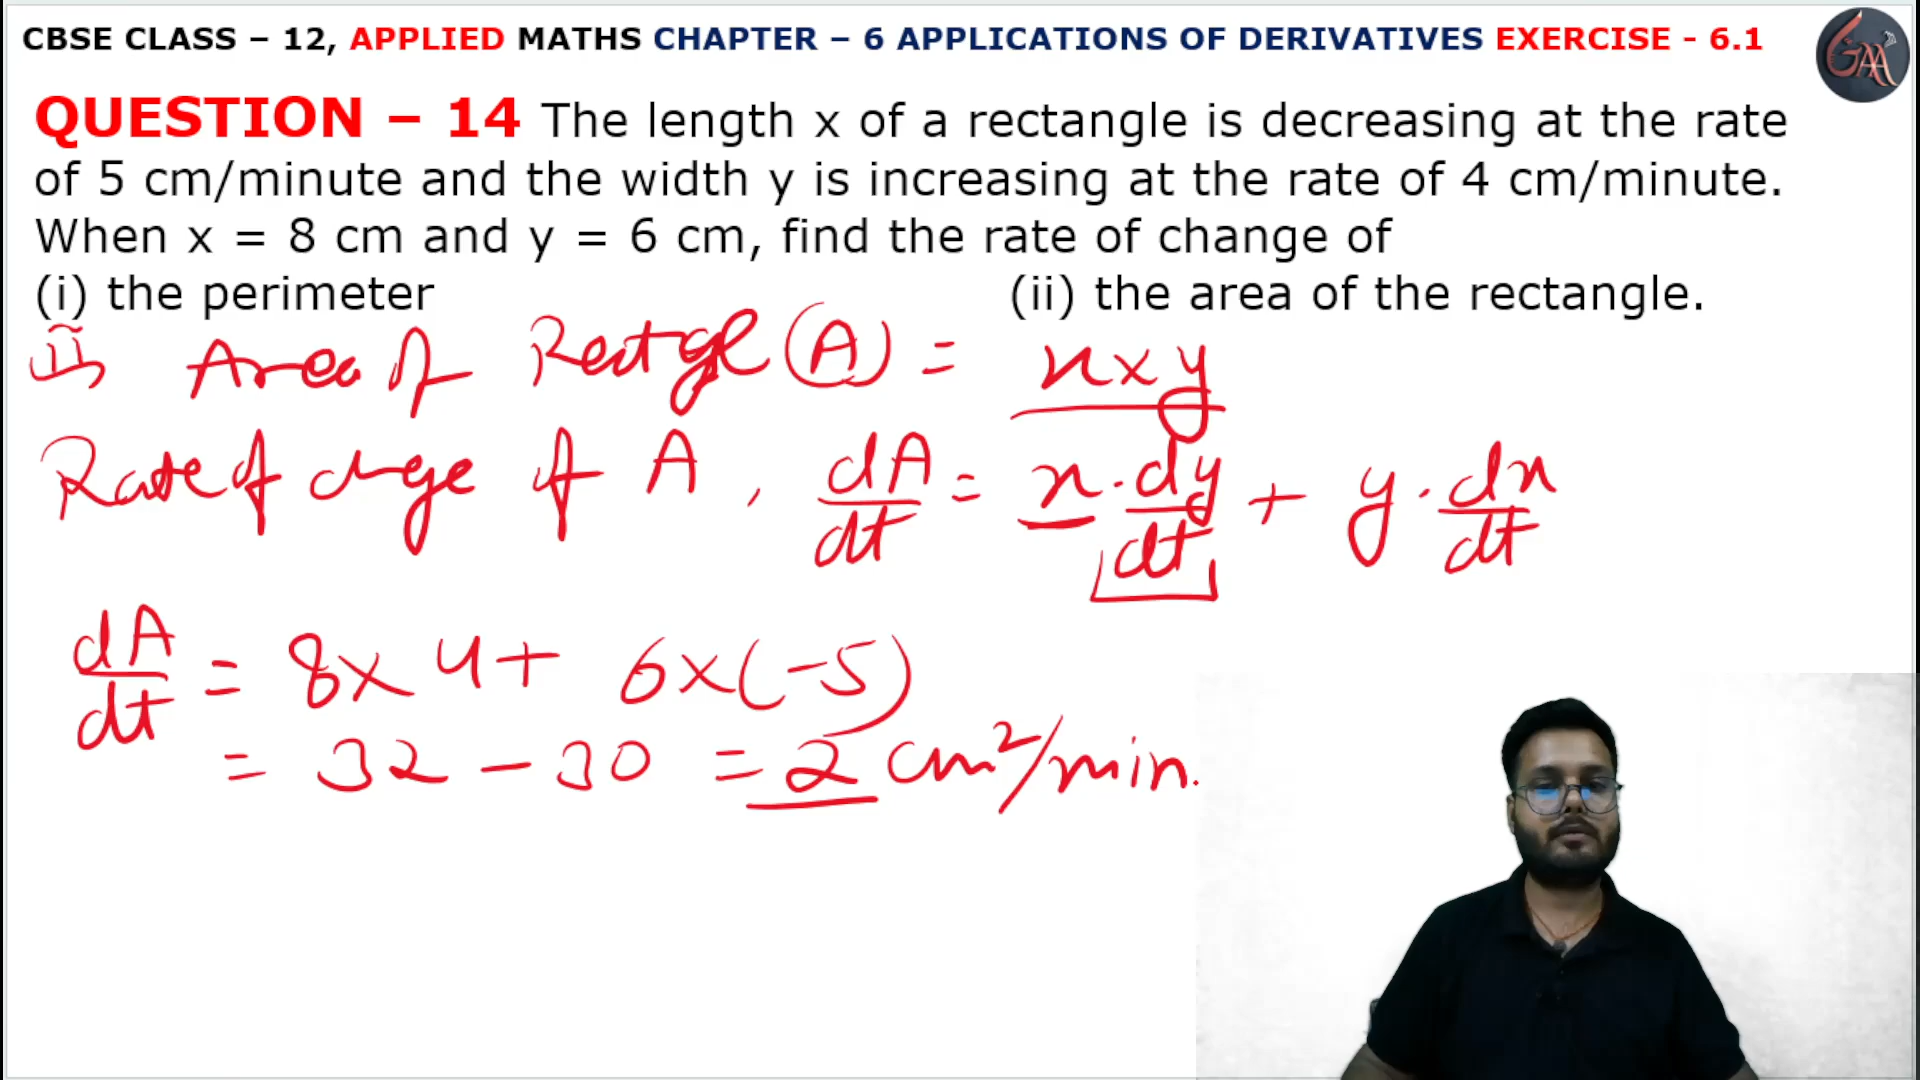 CBSE CLASS – 12, APPLIED MATHS CHAPTER – 6 APPLICATIONS OF DERIVATIVES EXERCISE - 6.1
GAA
QUESTION – 14 The length x of a rectangle is decreasing at the rate
of 5 cm/minute and the width y is increasing at the rate of 4 cm/minute.
When x = 8 cm and y = 6 cm, find the rate of change of
(i) the perimeter (ii) the area of the rectangle.
ii) Area of Rectgle (A) = x × y
Rate of chnge of A, dA/dt = x · dy/dt + y · dx/dt
dA/dt = 8 × 4 + 6 × (-5)
= 32 - 30 = 2 cm²/min.